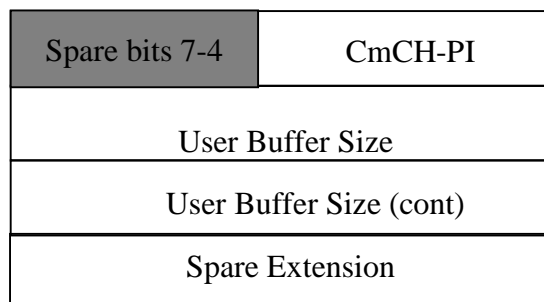 Spare bits 7-4
CmCH-PI
User Buffer Size
User Buffer Size (cont)
Spare Extension